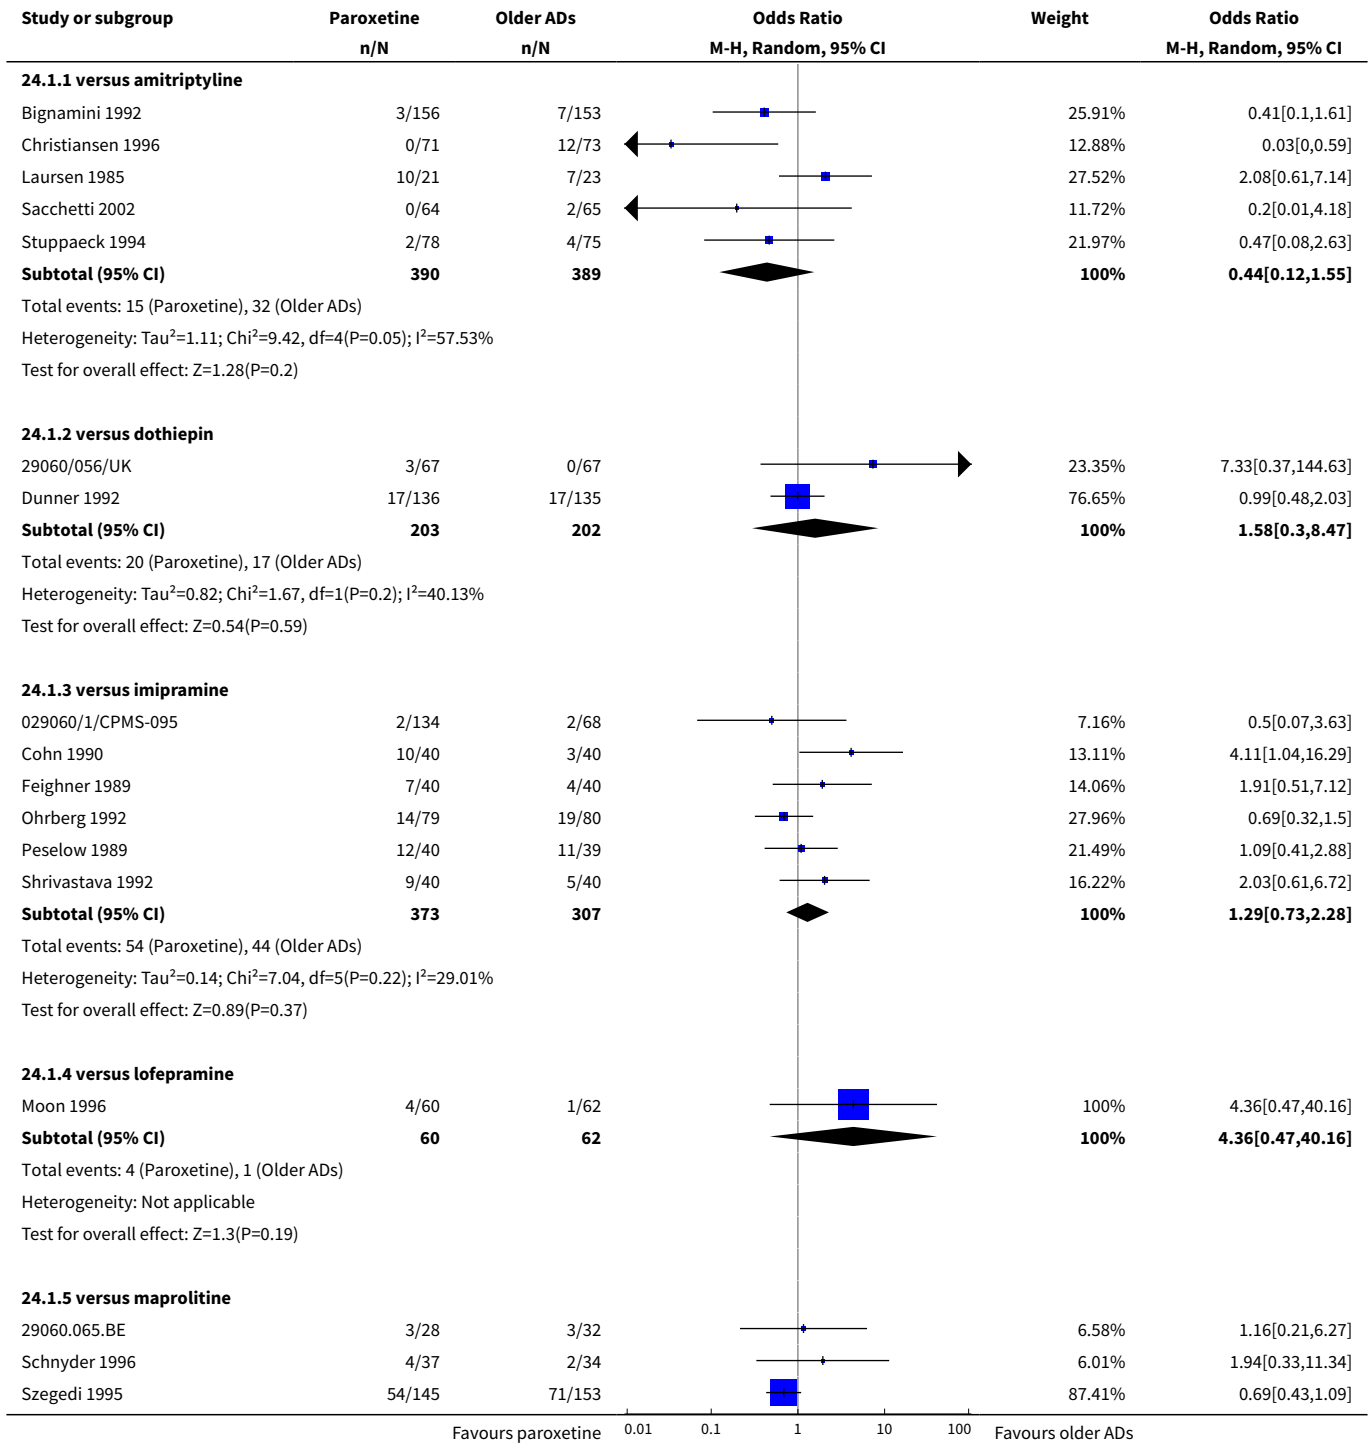 Study or subgroup Paroxetine Older ADs Odds Ratio Weight Odds Ratio
n/N n/N M-H, Random, 95% CI M-H, Random, 95% CI
24.1.1 versus amitriptyline
Bignamini 1992 3/156 7/153 25.91% 0.41[0.1,1.61]
Christiansen 1996 0/71 12/73 12.88% 0.03[0,0.59]
Laursen 1985 10/21 7/23 27.52% 2.08[0.61,7.14]
Sacchetti 2002 0/64 2/65 11.72% 0.2[0.01,4.18]
Stuppaeck 1994 2/78 4/75 21.97% 0.47[0.08,2.63]
Subtotal (95% CI) 390 389 100% 0.44[0.12,1.55]
Total events: 15 (Paroxetine), 32 (Older ADs)
Heterogeneity: Tau²=1.11; Chi²=9.42, df=4(P=0.05); I²=57.53%
Test for overall effect: Z=1.28(P=0.2)
24.1.2 versus dothiepin
29060/056/UK 3/67 0/67 23.35% 7.33[0.37,144.63]
Dunner 1992 17/136 17/135 76.65% 0.99[0.48,2.03]
Subtotal (95% CI) 203 202 100% 1.58[0.3,8.47]
Total events: 20 (Paroxetine), 17 (Older ADs)
Heterogeneity: Tau²=0.82; Chi²=1.67, df=1(P=0.2); I²=40.13%
Test for overall effect: Z=0.54(P=0.59)
24.1.3 versus imipramine
029060/1/CPMS-095 2/134 2/68 7.16% 0.5[0.07,3.63]
Cohn 1990 10/40 3/40 13.11% 4.11[1.04,16.29]
Feighner 1989 7/40 4/40 14.06% 1.91[0.51,7.12]
Ohrberg 1992 14/79 19/80 27.96% 0.69[0.32,1.5]
Peselow 1989 12/40 11/39 21.49% 1.09[0.41,2.88]
Shrivastava 1992 9/40 5/40 16.22% 2.03[0.61,6.72]
Subtotal (95% CI) 373 307 100% 1.29[0.73,2.28]
Total events: 54 (Paroxetine), 44 (Older ADs)
Heterogeneity: Tau²=0.14; Chi²=7.04, df=5(P=0.22); I²=29.01%
Test for overall effect: Z=0.89(P=0.37)
24.1.4 versus lofepramine
Moon 1996 4/60 1/62 100% 4.36[0.47,40.16]
Subtotal (95% CI) 60 62 100% 4.36[0.47,40.16]
Total events: 4 (Paroxetine), 1 (Older ADs)
Heterogeneity: Not applicable
Test for overall effect: Z=1.3(P=0.19)
24.1.5 versus maprolitine
29060.065.BE 3/28 3/32 6.58% 1.16[0.21,6.27]
Schnyder 1996 4/37 2/34 6.01% 1.94[0.33,11.34]
Szegedi 1995 54/145 71/153 87.41% 0.69[0.43,1.09]
Favours paroxetine 0.01 0.1 1 10 100 Favours older ADs